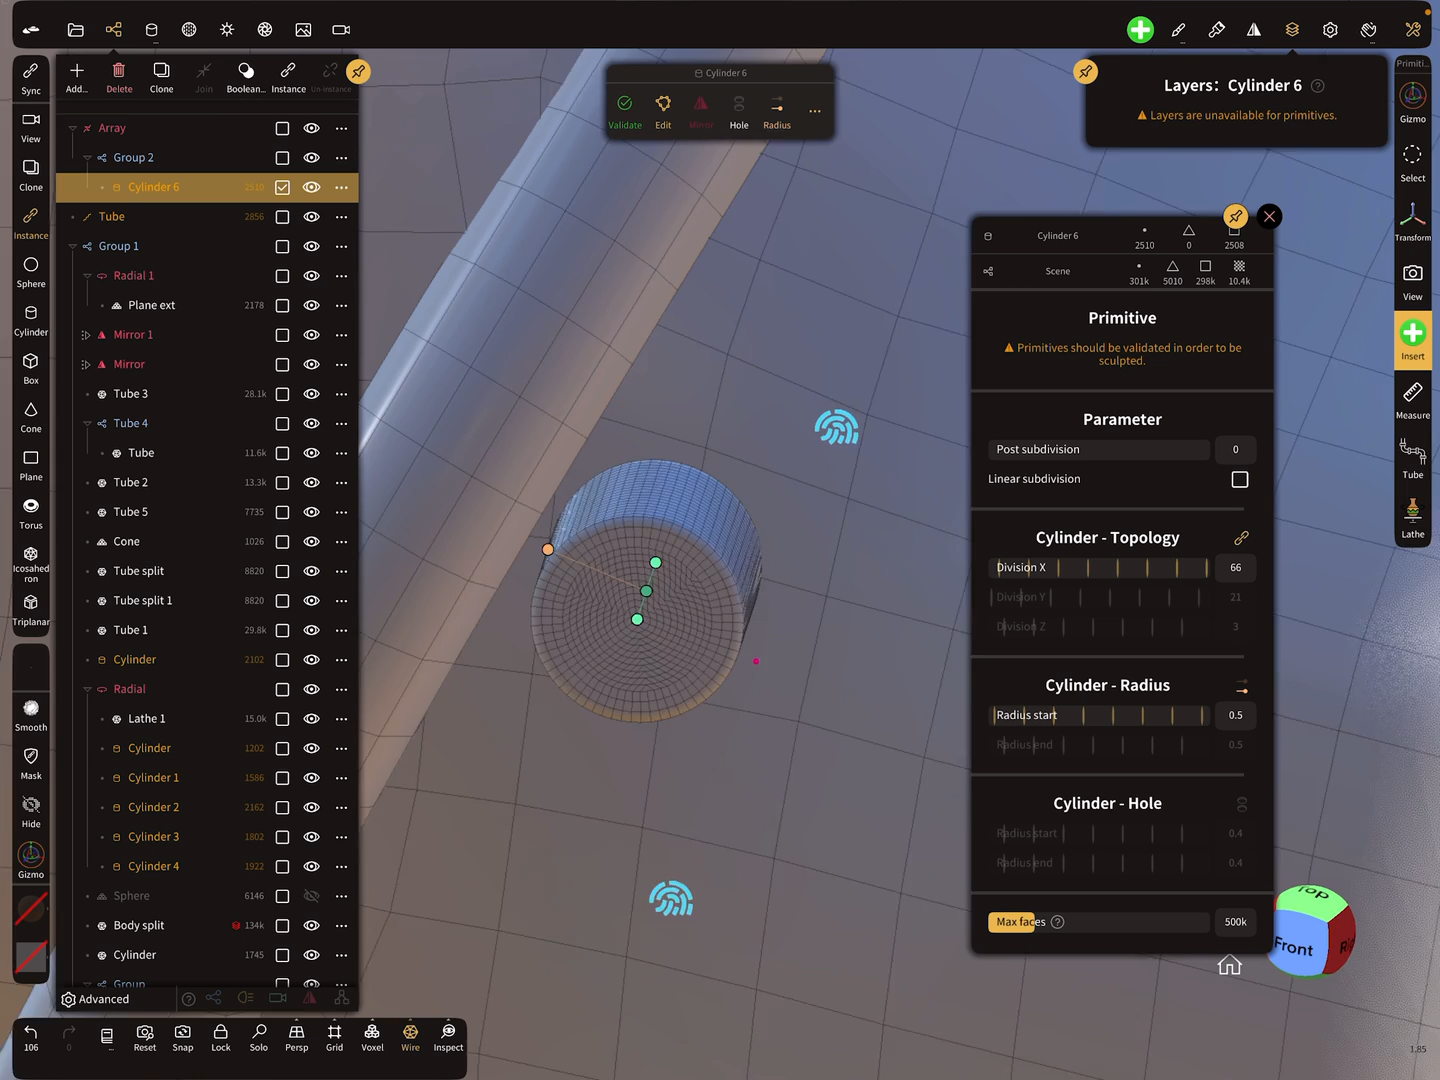 Sync
View
Clone
Instance
Sphere
Cylinder
Box
Cone
Plane
Torus
Icosahed
ron
Triplanar
Smooth
Mask
Hide
Gizmo
Add...
Delete
Clone
Join
Boolean...
Instance
Un-instance
Array
Group 2
Cylinder 6 2510
Tube 2856
Group 1
Radial 1
Plane ext 2178
Mirror 1
Mirror
Tube 3 28.1k
Tube 4
Tube 11.6k
Tube 2 13.3k
Tube 5 7735
Cone 1026
Tube split 8820
Tube split 1 8820
Tube 1 29.8k
Cylinder 2102
Radial
Lathe 1 15.0k
Cylinder 1202
Cylinder 1 1586
Cylinder 2 2162
Cylinder 3 1802
Cylinder 4 1922
Sphere 6146
Body split 134k
Cylinder 1745
Group
Advanced
106
0
Reset
Snap
Lock
Solo
Persp
Grid
Voxel
Wire
Inspect
Cylinder 6
Validate
Edit
Mirror
Hole
Radius
Layers: Cylinder 6
Layers are unavailable for primitives.
Cylinder 6
2510 0 2508
Scene
301k 5010 298k 10.4k
Primitive
Primitives should be validated in order to be
sculpted.
Parameter
Post subdivision 0
Linear subdivision
Cylinder - Topology
Division X 66
Division Y 21
Division Z 3
Cylinder - Radius
Radius start 0.5
Radius end 0.5
Cylinder - Hole
Radius start 0.4
Radius end 0.4
Max faces 500k
Top
Front
Primiti...
Gizmo
Select
Transform
View
Insert
Measure
Tube
Lathe
1.85